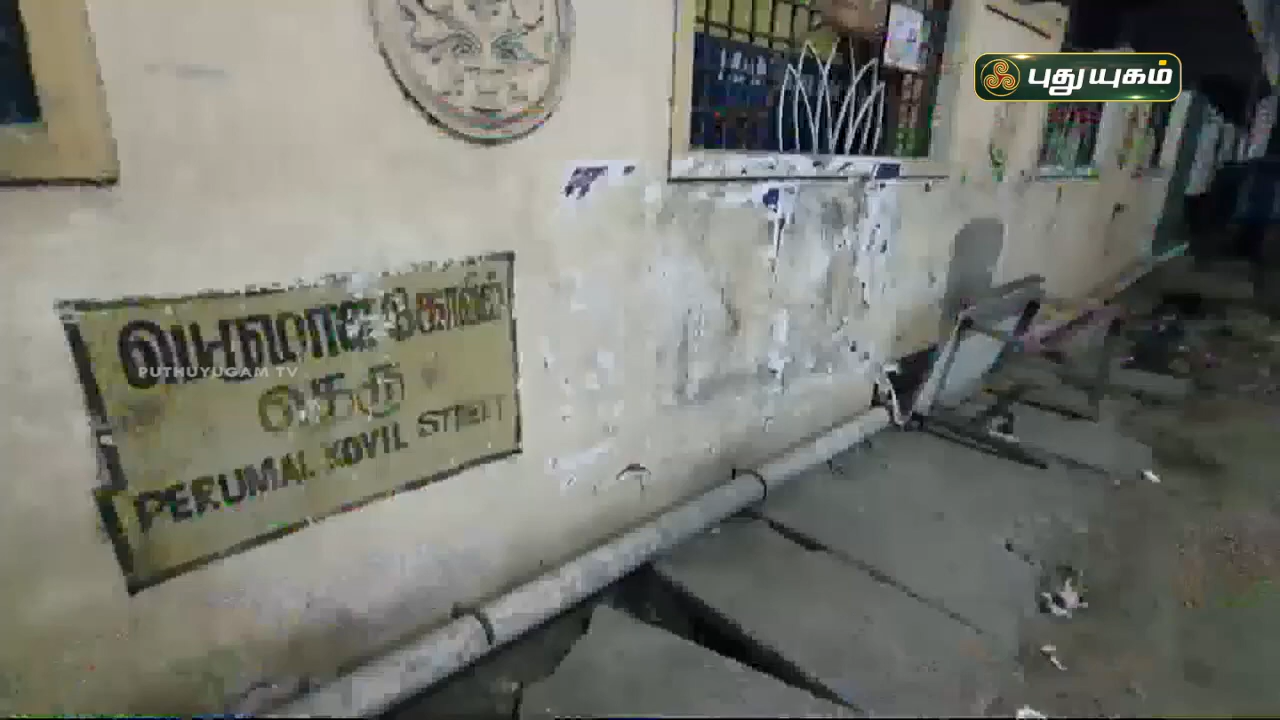 புதுயுகம்
பெருமாள் கோவில்
PUTHUYUGAM TV
தெரு
PERUMAL KOVIL STREET